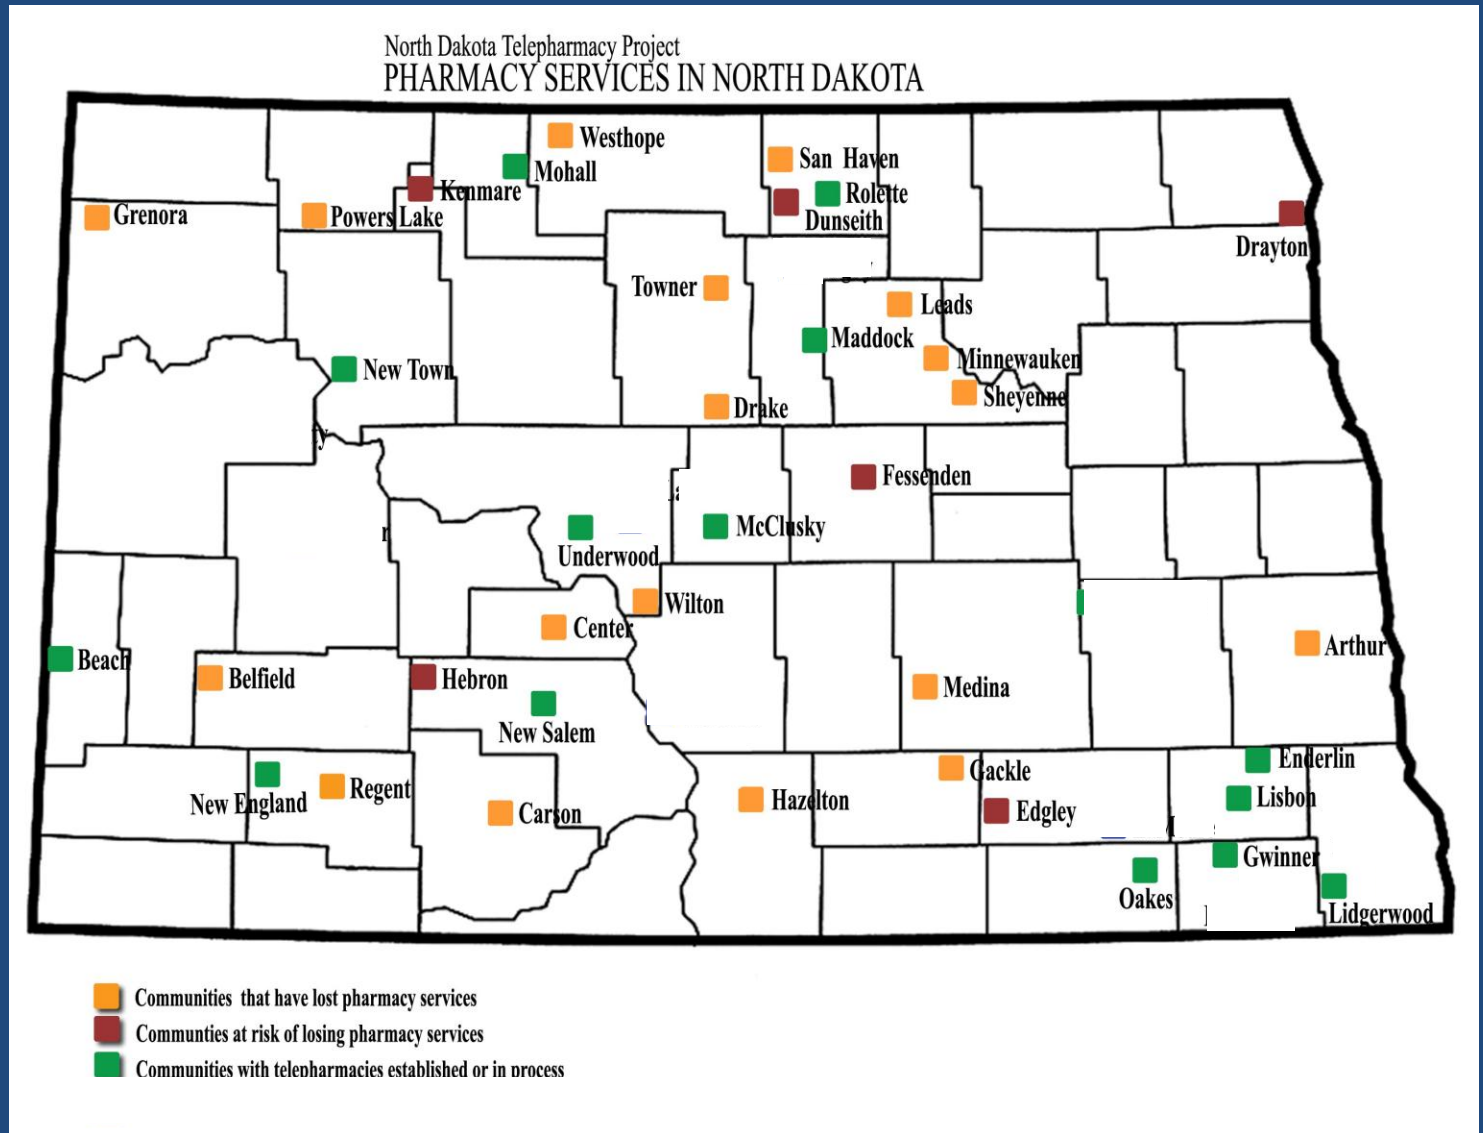 North Dakota Telepharmacy Project
PHARMACY SERVICES IN NORTH DAKOTA
Westhope
Mohall
San Haven
Kenmare
Rolette
Dunseith
Grenora
Powers Lake
Drayton
Towner
Leads
Maddock
Minnewauken
New Town
Sheyenne
Drake
Fessenden
McClusky
Underwood
Wilton
Center
Arthur
Beach
Belfield
Hebron
Medina
New Salem
Enderlin
Gackle
Regent
New England
Hazelton
Lisbon
Carson
Edgley
Gwinner
Oakes
Lidgerwood
Communities that have lost pharmacy services
Communties at risk of losing pharmacy services
Communities with telepharmacies established or in process